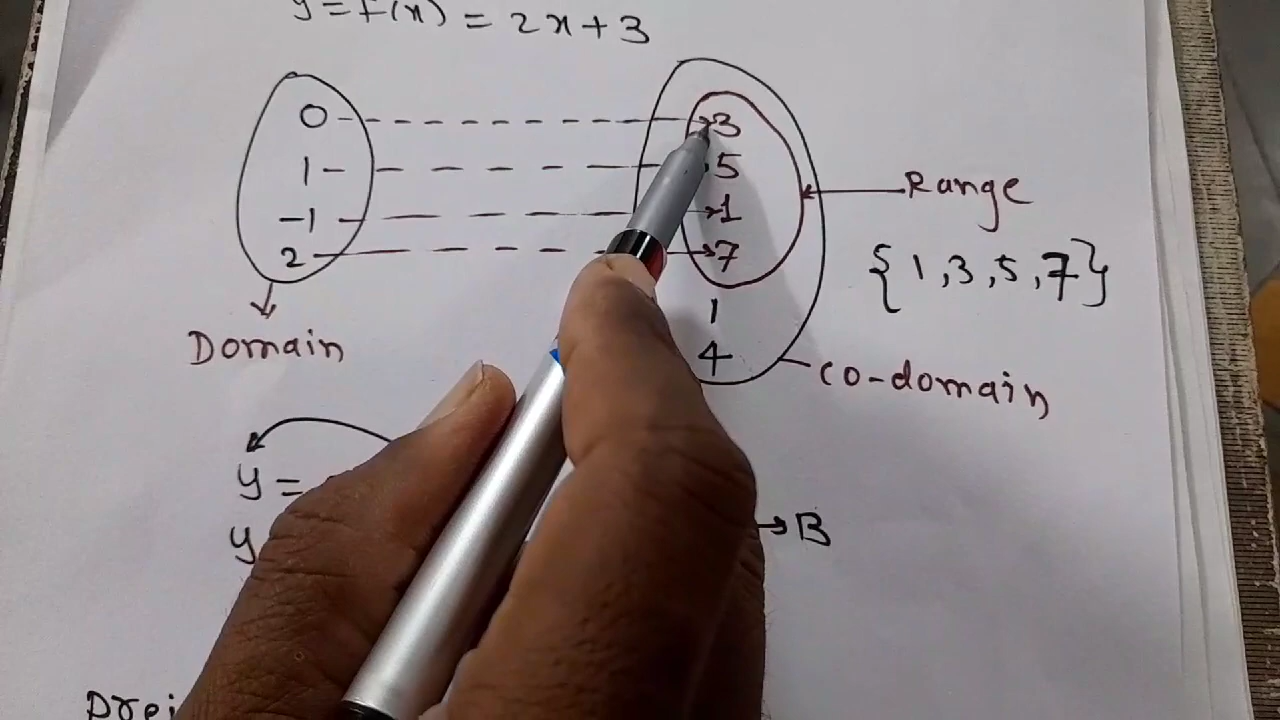 y = f(x) = 2x+3
0 3
1 5
-1 1
2 7
Range
{1,3,5,7}
1
Domain
4
co-domain
y =
y → B